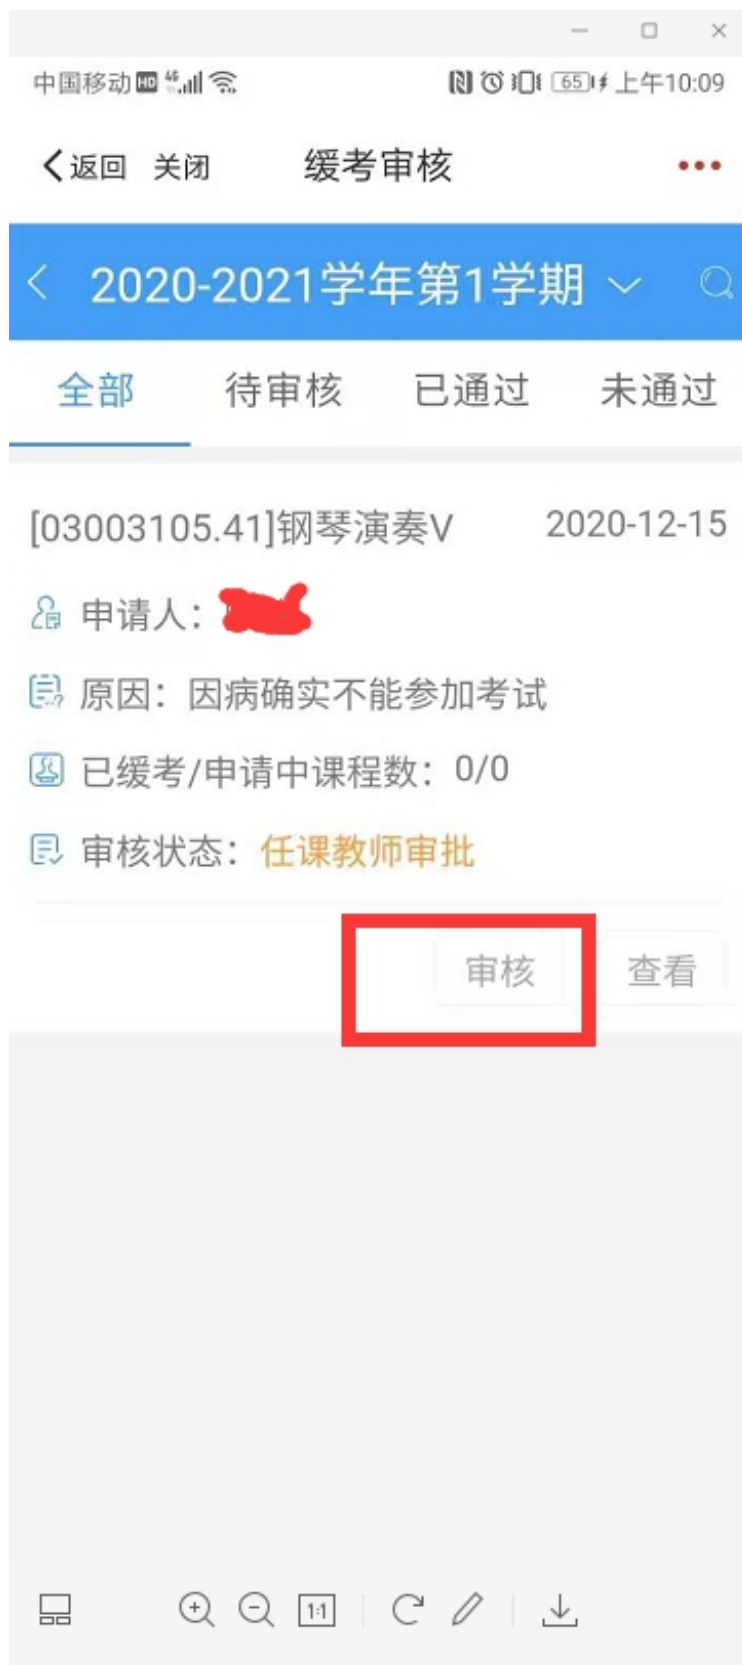 中国移动 HD 46 65 上午10:09
返回 关闭 缓考审核
2020-2021学年第1学期
全部 待审核 已通过 未通过
[03003105.41]钢琴演奏V 2020-12-15
申请人：
原因：因病确实不能参加考试
已缓考/申请中课程数：0/0
审核状态：任课教师审批
审核 查看
1:1